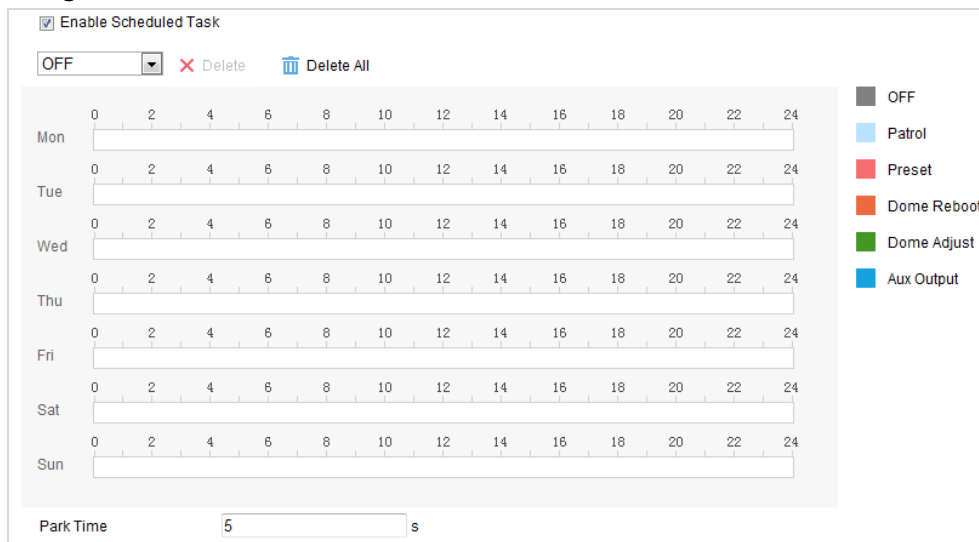 Enable Scheduled Task
OFF Delete Delete All
0 2 4 6 8 10 12 14 16 18 20 22 24
Mon
0 2 4 6 8 10 12 14 16 18 20 22 24
Tue
0 2 4 6 8 10 12 14 16 18 20 22 24
Wed
0 2 4 6 8 10 12 14 16 18 20 22 24
Thu
0 2 4 6 8 10 12 14 16 18 20 22 24
Fri
0 2 4 6 8 10 12 14 16 18 20 22 24
Sat
0 2 4 6 8 10 12 14 16 18 20 22 24
Sun
Park Time 5 s
OFF
Patrol
Preset
Dome Reboot
Dome Adjust
Aux Output